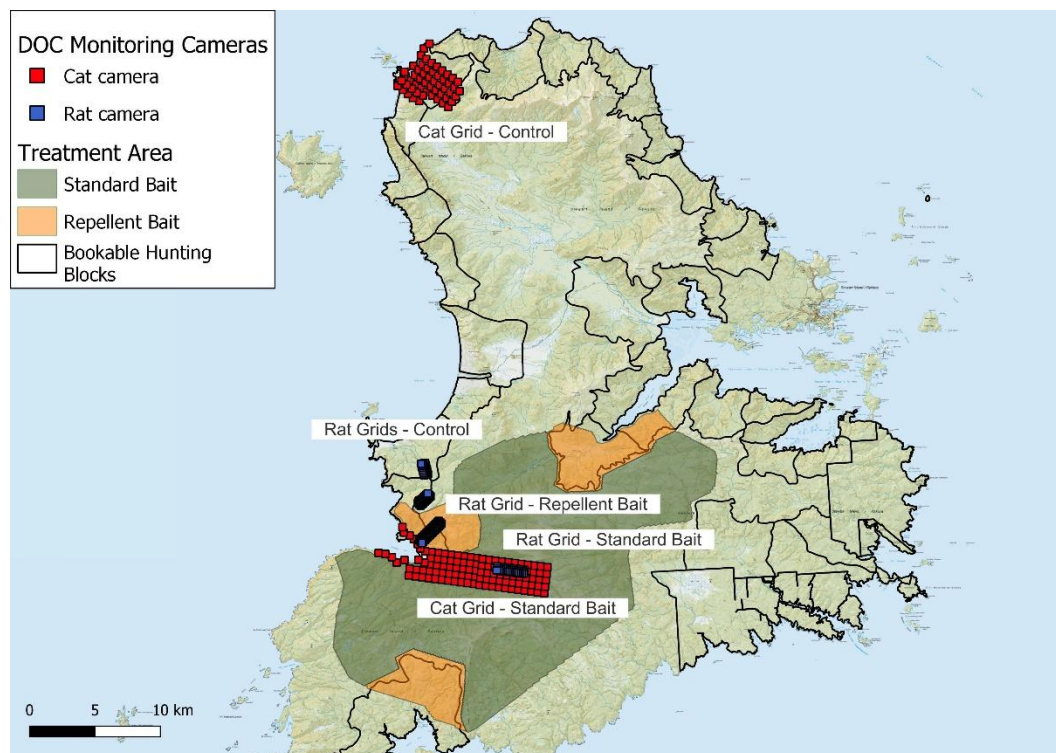 DOC Monitoring Cameras
Cat camera
Rat camera
Treatment Area
Standard Bait
Repellent Bait
Bookable Hunting
Blocks
Cat Grid - Control
Rat Grids - Control
Rat Grid - Repellent Bait
Rat Grid - Standard Bait
Cat Grid - Standard Bait
0 5 10 km